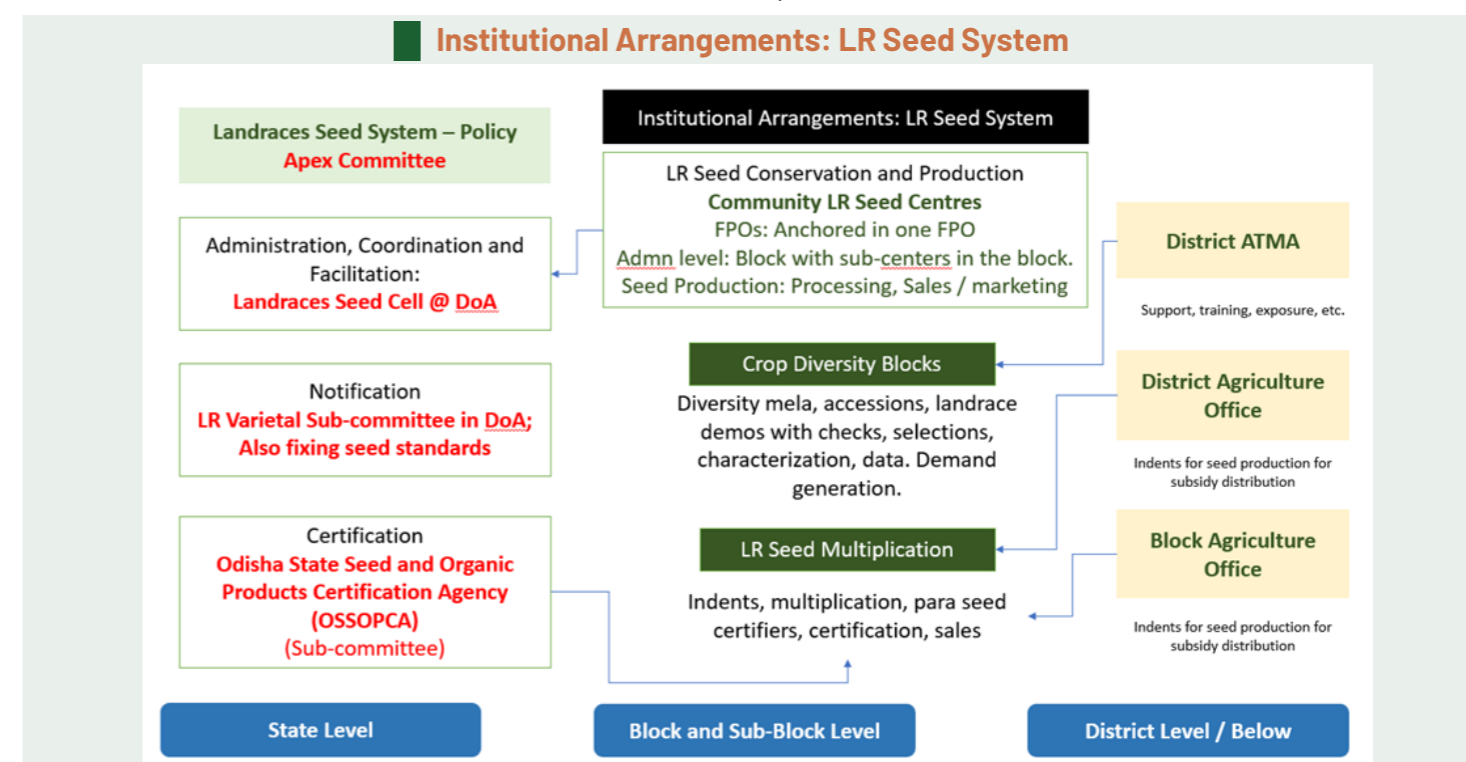 Institutional Arrangements: LR Seed System
Landraces Seed System – Policy
Apex Committee
Administration, Coordination and
Facilitation:
Landraces Seed Cell @ DoA
Notification
LR Varietal Sub-committee in DoA;
Also fixing seed standards
Certification
Odisha State Seed and Organic
Products Certification Agency
(OSSOPCA)
(Sub-committee)
State Level
Institutional Arrangements: LR Seed System
LR Seed Conservation and Production
Community LR Seed Centres
FPOs: Anchored in one FPO
Admn level: Block with sub-centers in the block.
Seed Production: Processing, Sales / marketing
Crop Diversity Blocks
Diversity mela, accessions, landrace
demos with checks, selections,
characterization, data. Demand
generation.
LR Seed Multiplication
Indents, multiplication, para seed
certifiers, certification, sales
Block and Sub-Block Level
District ATMA
Support, training, exposure, etc.
District Agriculture
Office
Indents for seed production for
subsidy distribution
Block Agriculture
Office
Indents for seed production for
subsidy distribution
District Level / Below